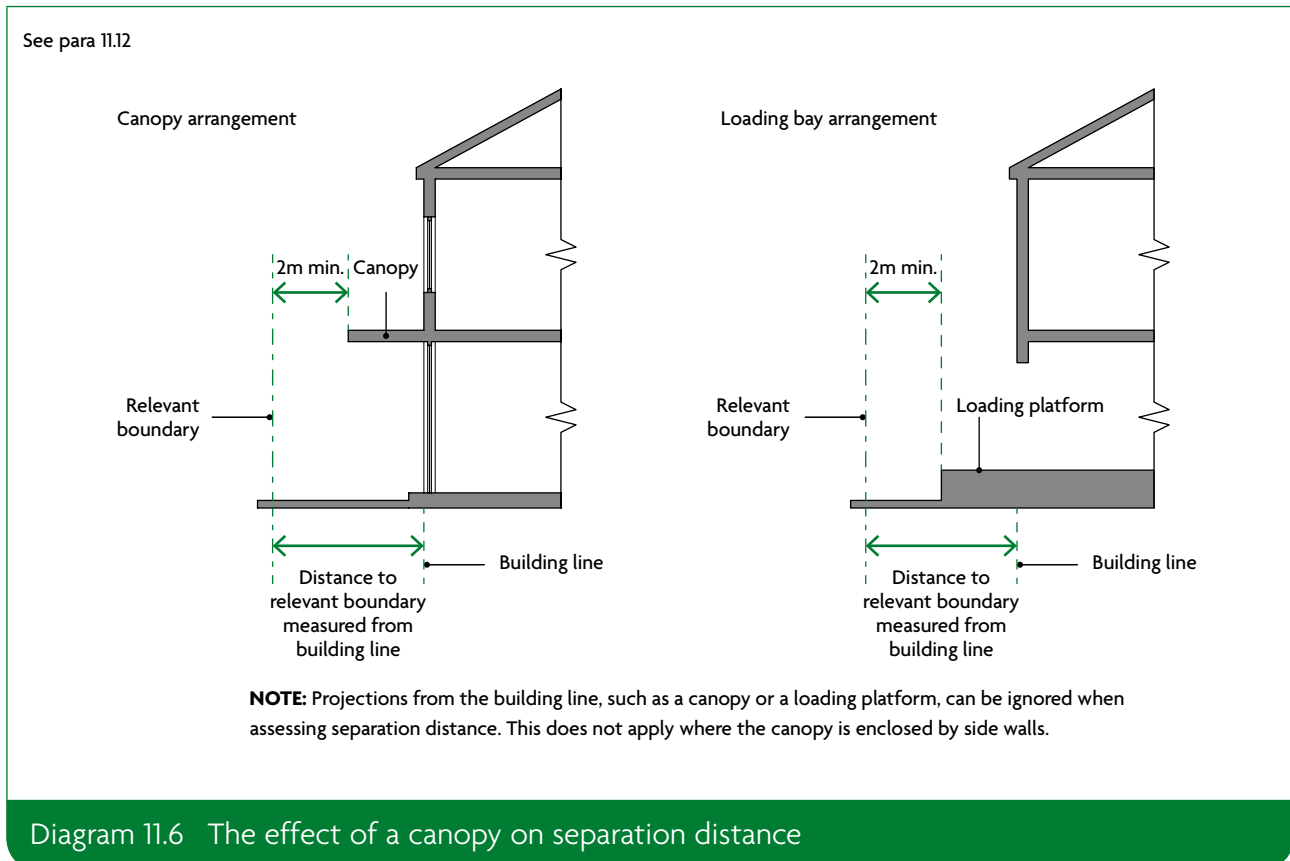 See para 11.12
Canopy arrangement
2m min.
Canopy
Relevant
boundary
Building line
Distance to
relevant boundary
measured from
building line
Loading bay arrangement
2m min.
Relevant
boundary
Loading platform
Building line
Distance to
relevant boundary
measured from
building line
NOTE: Projections from the building line, such as a canopy or a loading platform, can be ignored when
assessing separation distance. This does not apply where the canopy is enclosed by side walls.
Diagram 11.6 The effect of a canopy on separation distance